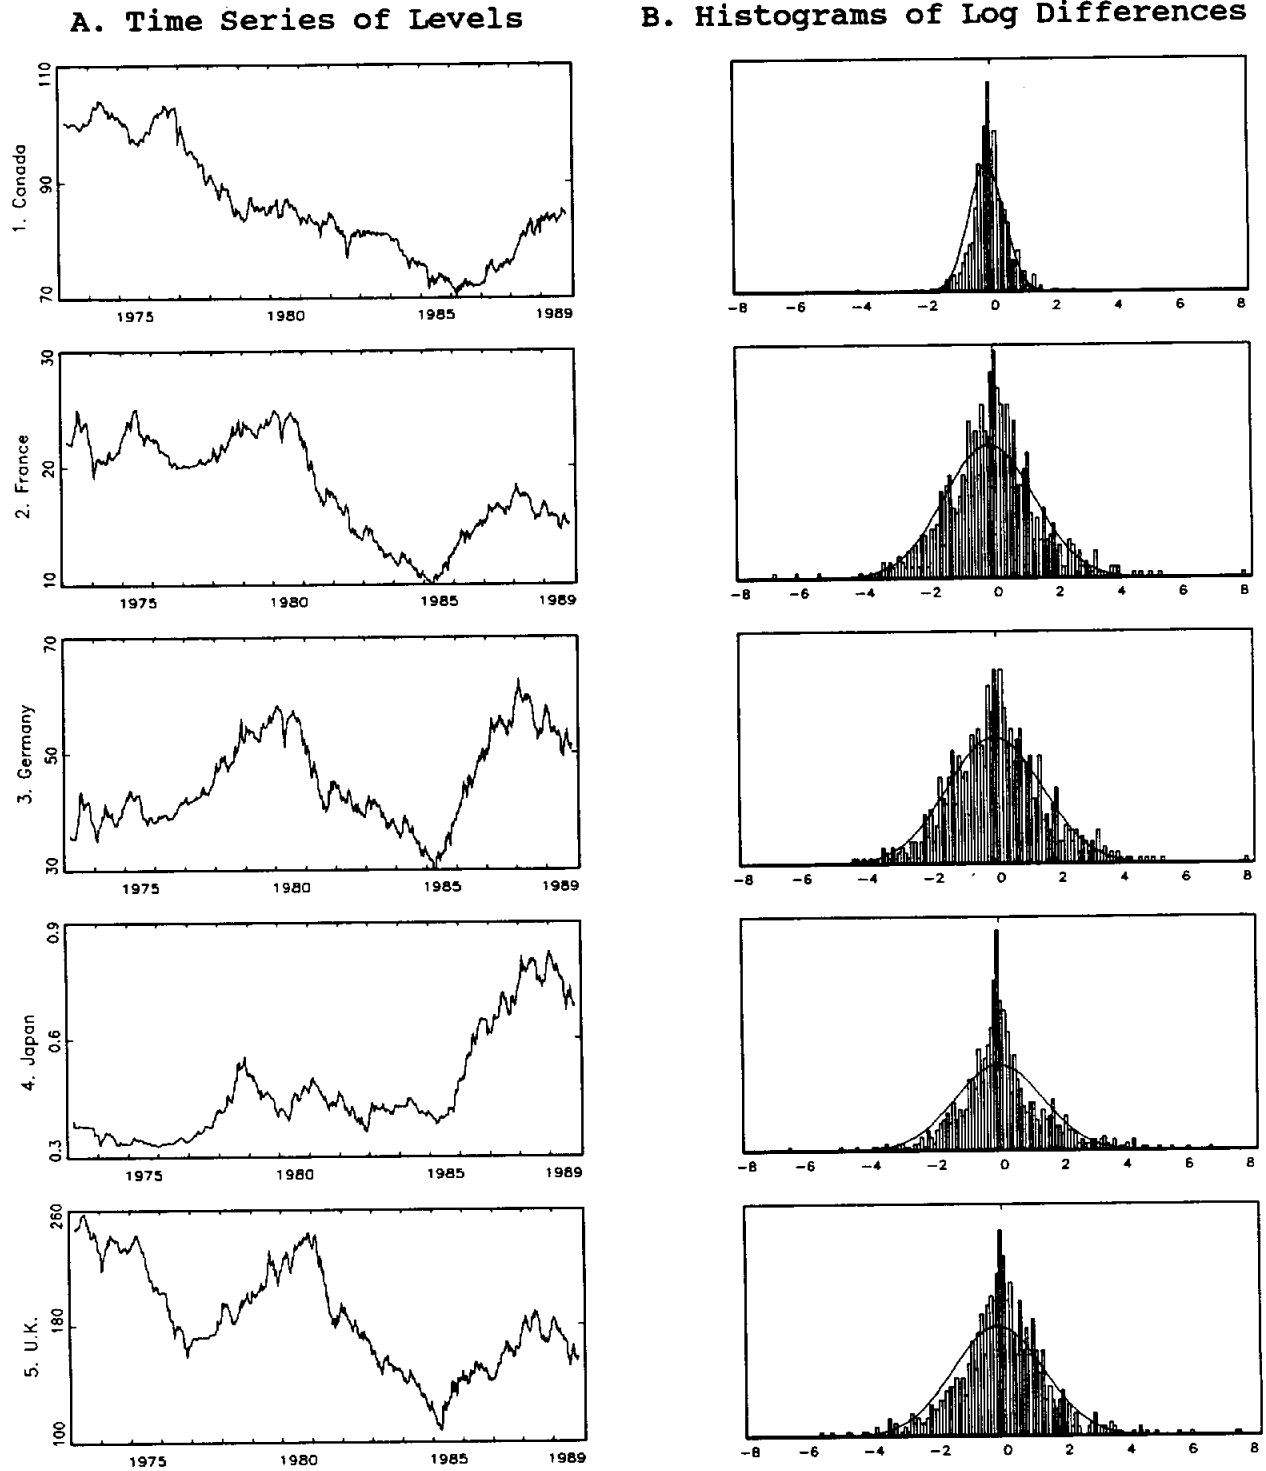 A. Time Series of Levels
B. Histograms of Log Differences
1. Canada
110
90
70
1975 1980 1985 1989
-8 -6 -4 -2 0 2 4 6 8
2. France
30
20
10
1975 1980 1985 1989
-8 -6 -4 -2 0 2 4 6 8
3. Germany
70
50
30
1975 1980 1985 1989
-8 -6 -4 -2 0 2 4 6 8
4. Japan
0.9
0.6
0.3
1975 1980 1985 1989
-8 -6 -4 -2 0 2 4 6 8
5. U.K.
260
180
100
1975 1980 1985 1989
-8 -6 -4 -2 0 2 4 6 8